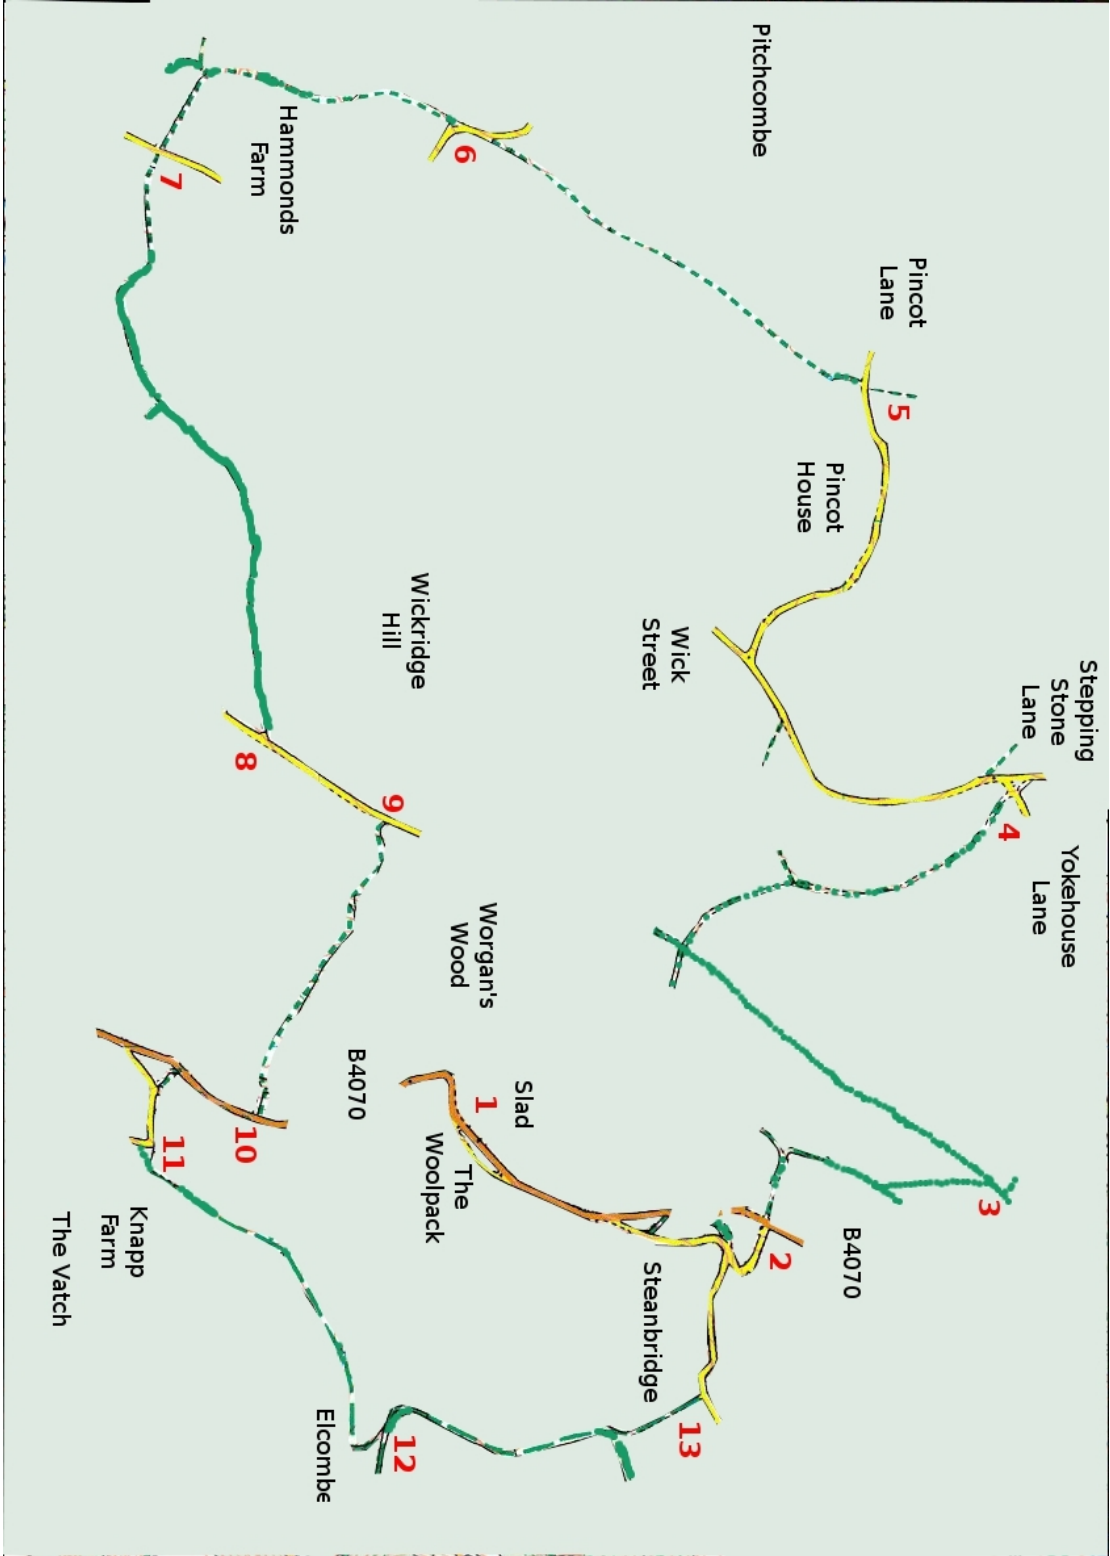 Stepping
Stone
Lane
Yokehouse
Lane
4
3
Pincot
Lane
5
B4070
Pincot
House
2
Pitchcombe
13
Wick
Street
Steanbridge
Slad
Worgan's
Wood
1
6
The
Woolpack
Wickridge
Hill
12
9
B4070
Elcombe
Hammonds
Farm
8
10
7
11
Knapp
Farm
The Vatch